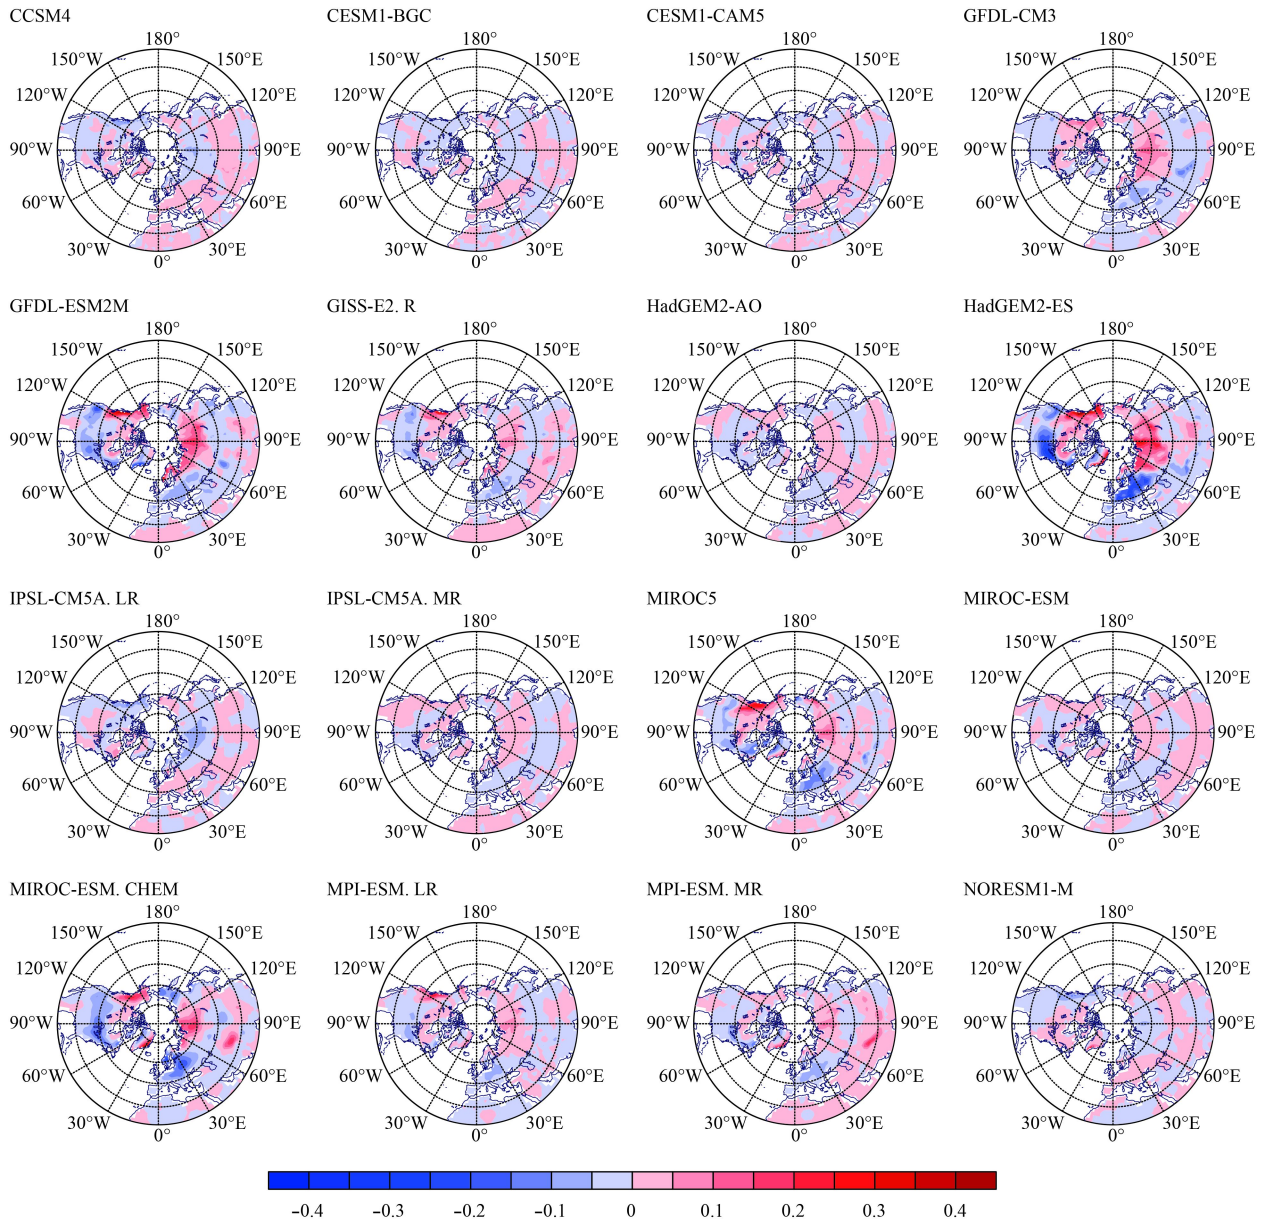 CCSM4 CESM1-BGC CESM1-CAM5 GFDL-CM3
180° 180° 180° 180°
150°W 150°E 150°W 150°E 150°W 150°E 150°W 150°E
120°W 120°E 120°W 120°E 120°W 120°E 120°W 120°E
90°W 90°E 90°W 90°E 90°W 90°E 90°W 90°E
60°W 60°E 60°W 60°E 60°W 60°E 60°W 60°E
30°W 30°E 30°W 30°E 30°W 30°E 30°W 30°E
0° 0° 0° 0°
GFDL-ESM2M GISS-E2. R HadGEM2-AO HadGEM2-ES
180° 180° 180° 180°
150°W 150°E 150°W 150°E 150°W 150°E 150°W 150°E
120°W 120°E 120°W 120°E 120°W 120°E 120°W 120°E
90°W 90°E 90°W 90°E 90°W 90°E 90°W 90°E
60°W 60°E 60°W 60°E 60°W 60°E 60°W 60°E
30°W 30°E 30°W 30°E 30°W 30°E 30°W 30°E
0° 0° 0° 0°
IPSL-CM5A. LR IPSL-CM5A. MR MIROC5 MIROC-ESM
180° 180° 180° 180°
150°W 150°E 150°W 150°E 150°W 150°E 150°W 150°E
120°W 120°E 120°W 120°E 120°W 120°E 120°W 120°E
90°W 90°E 90°W 90°E 90°W 90°E 90°W 90°E
60°W 60°E 60°W 60°E 60°W 60°E 60°W 60°E
30°W 30°E 30°W 30°E 30°W 30°E 30°W 30°E
0° 0° 0° 0°
MIROC-ESM. CHEM MPI-ESM. LR MPI-ESM. MR NORESM1-M
180° 180° 180° 180°
150°W 150°E 150°W 150°E 150°W 150°E 150°W 150°E
120°W 120°E 120°W 120°E 120°W 120°E 120°W 120°E
90°W 90°E 90°W 90°E 90°W 90°E 90°W 90°E
60°W 60°E 60°W 60°E 60°W 60°E 60°W 60°E
30°W 30°E 30°W 30°E 30°W 30°E 30°W 30°E
0° 0° 0° 0°
−0.4 −0.3 −0.2 −0.1 0 0.1 0.2 0.3 0.4